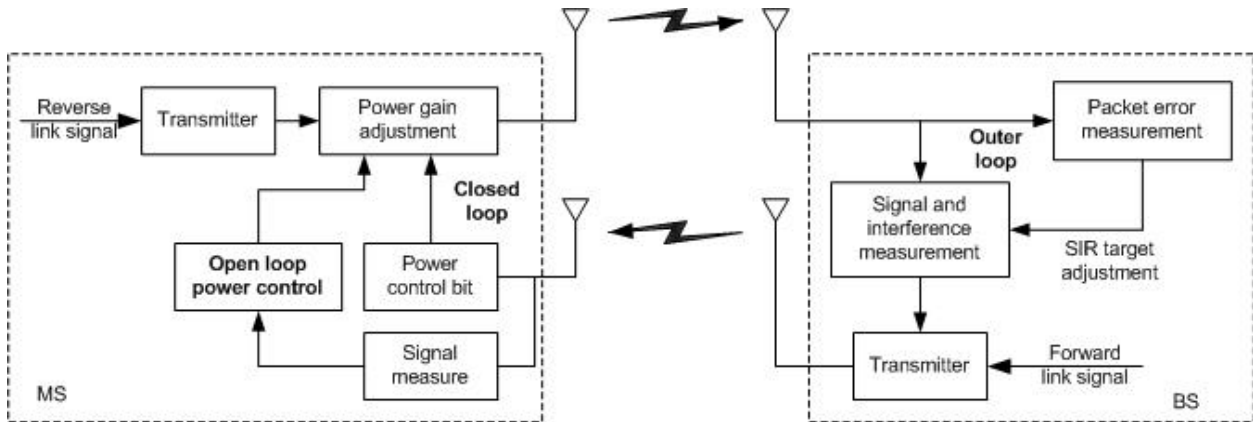 Reverse
link signal
Transmitter
Power gain
adjustment
Closed
loop
Open loop
power control
Power
control bit
Signal
measure
MS
Outer
loop
Packet error
measurement
Signal and
interference
measurement
SIR target
adjustment
Transmitter
Forward
link signal
BS